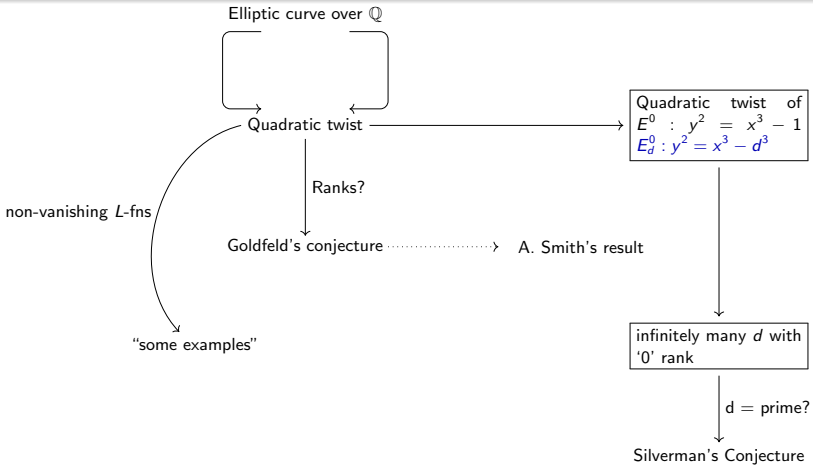 Elliptic curve over ℚ
Quadratic twist
Quadratic twist of
E⁰ : y² = x³ − 1
E⁰_d : y² = x³ − d³
Ranks?
non-vanishing L-fns
Goldfeld's conjecture
A. Smith's result
"some examples"
infinitely many d with
'0' rank
d = prime?
Silverman's Conjecture